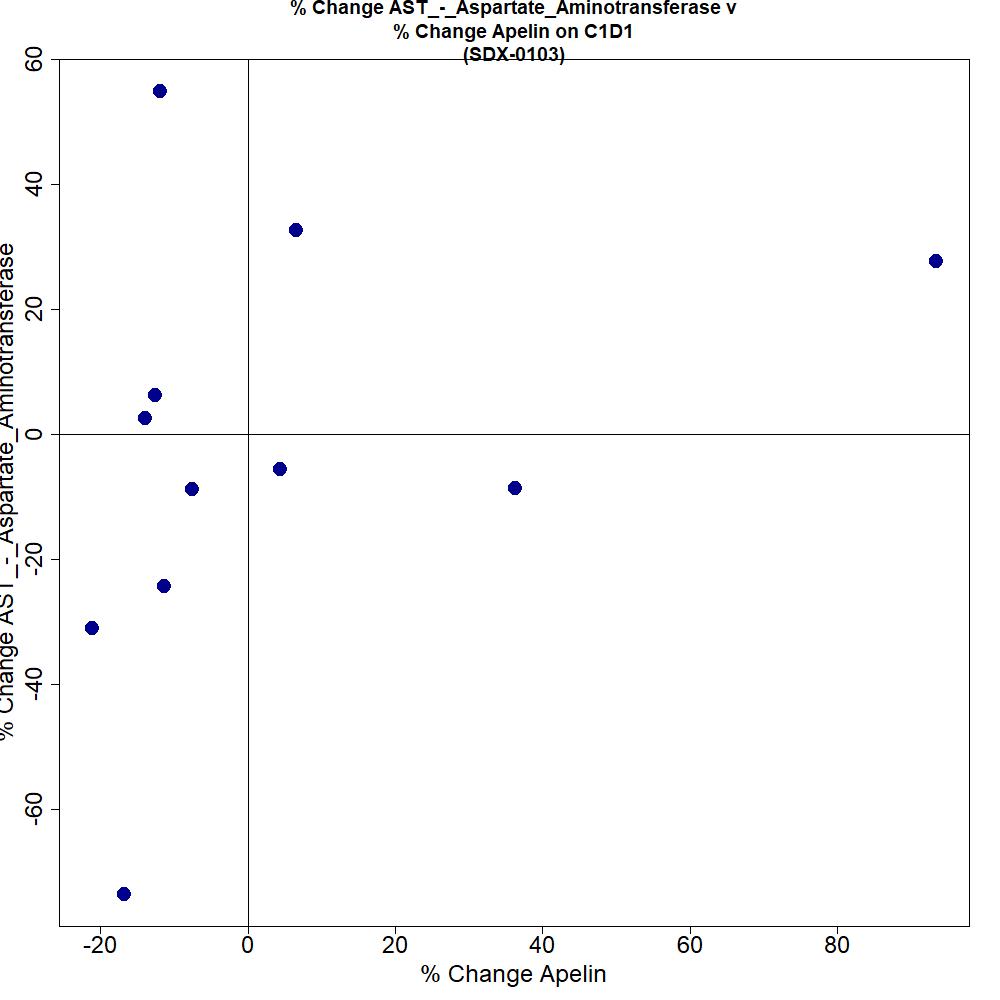 % Change AST_-_Aspartate_Aminotransferase v
% Change Apelin on C1D1
(SDX-0103)
% Change AST_-_Aspartate_Aminotransferase
60
40
20
0
-20
-40
-60
-20 0 20 40 60 80
% Change Apelin